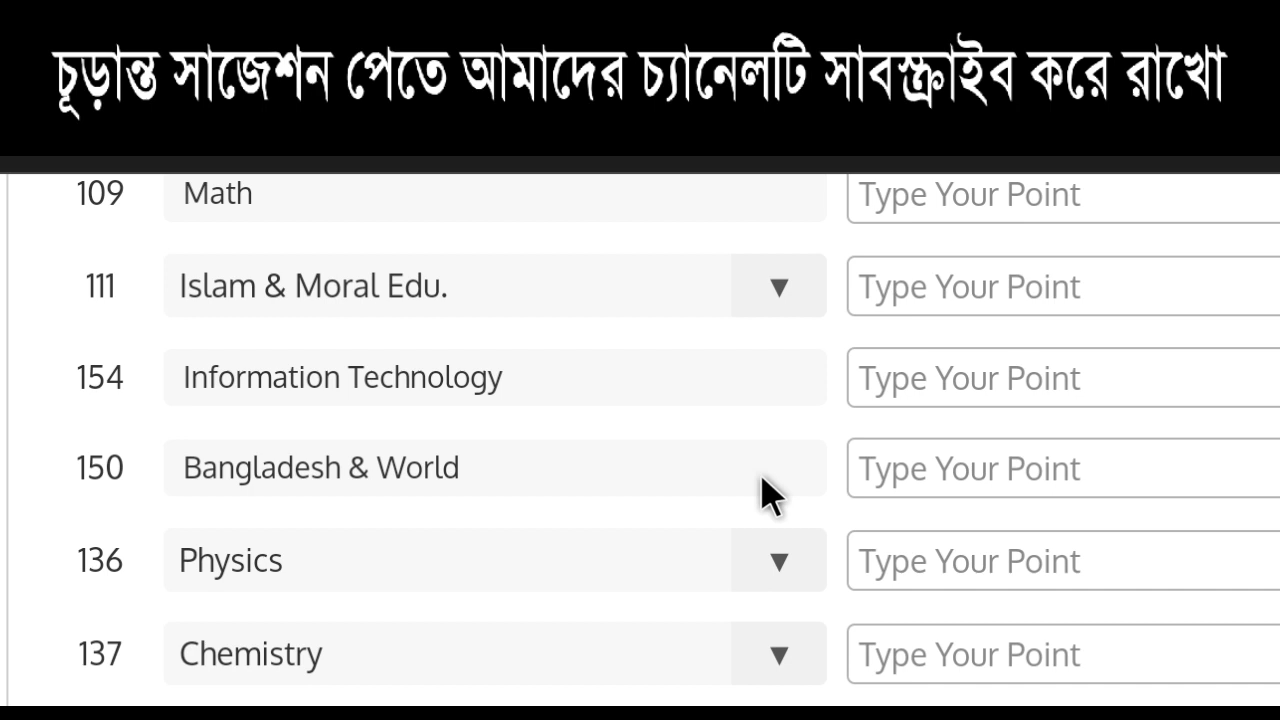 চূড়ান্ত সাজেশন পেতে আমাদের চ্যানেলটি সাবস্ক্রাইব করে রাখো
109 Math Type Your Point
111 Islam & Moral Edu. ▼ Type Your Point
154 Information Technology Type Your Point
150 Bangladesh & World Type Your Point
136 Physics ▼ Type Your Point
137 Chemistry ▼ Type Your Point